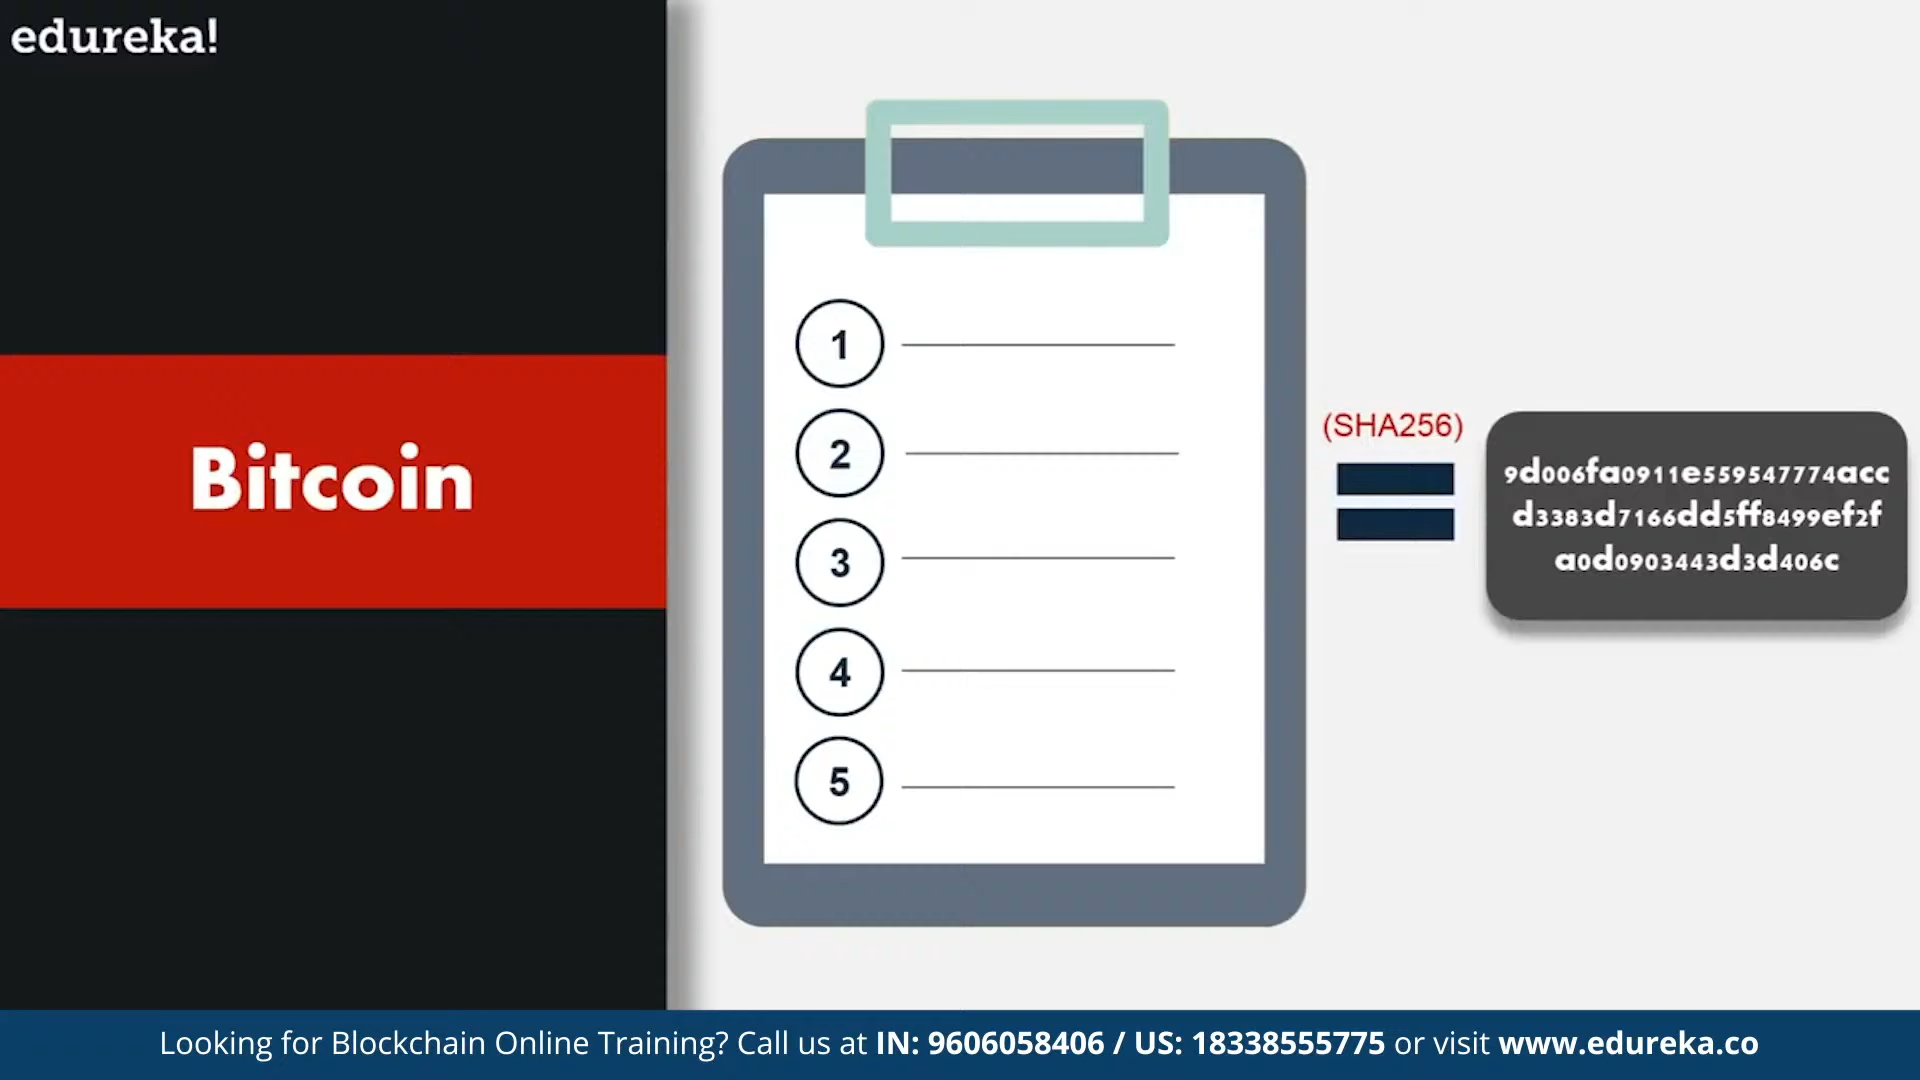 edureka!
Bitcoin
1
2
3
4
5
(SHA256)
9d006fa0911e559547774acc
d3383d7166dd5ff8499ef2f
a0d0903443d3d406c
Looking for Blockchain Online Training? Call us at IN: 9606058406 / US: 18338555775 or visit www.edureka.co